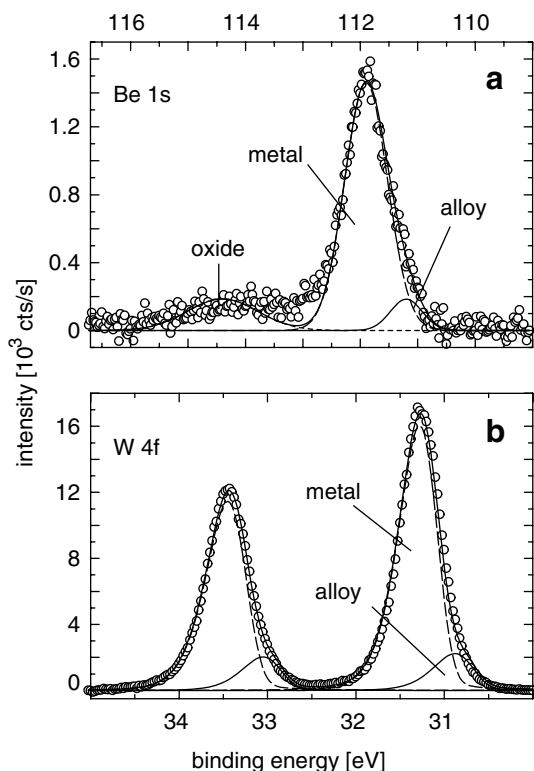 116 114 112 110
1.6
a
Be 1s
1.2
metal
0.8
alloy
oxide
0.4
0
intensity [10³ cts/s]
16
b
W 4f
metal
12
8
alloy
4
0
34 33 32 31
binding energy [eV]